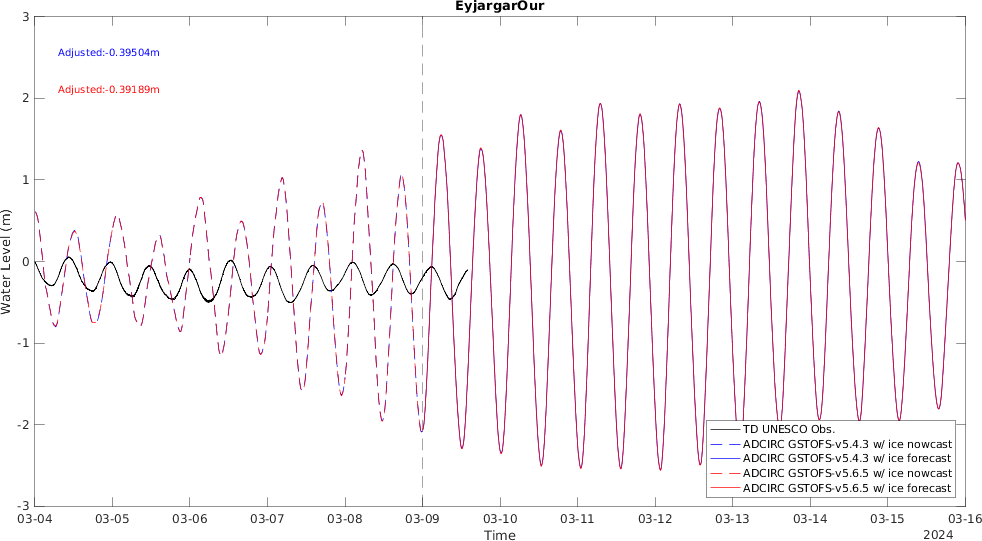 EyjargarOur
Adjusted:-0.39504m
Adjusted:-0.39189m
3
2
1
0
-1
-2
-3
Water Level (m)
TD UNESCO Obs.
ADCIRC GSTOFS-v5.4.3 w/ ice nowcast
ADCIRC GSTOFS-v5.4.3 w/ ice forecast
ADCIRC GSTOFS-v5.6.5 w/ ice nowcast
ADCIRC GSTOFS-v5.6.5 w/ ice forecast
03-04 03-05 03-06 03-07 03-08 03-09 03-10 03-11 03-12 03-13 03-14 03-15 03-16
Time
2024